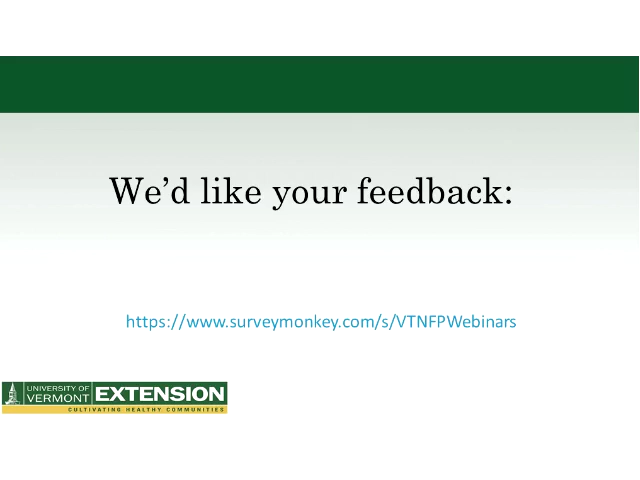 We’d like your feedback:
https://www.surveymonkey.com/s/VTNFPWebinars
UNIVERSITY OF
VERMONT EXTENSION
CULTIVATING HEALTHY COMMUNITIES